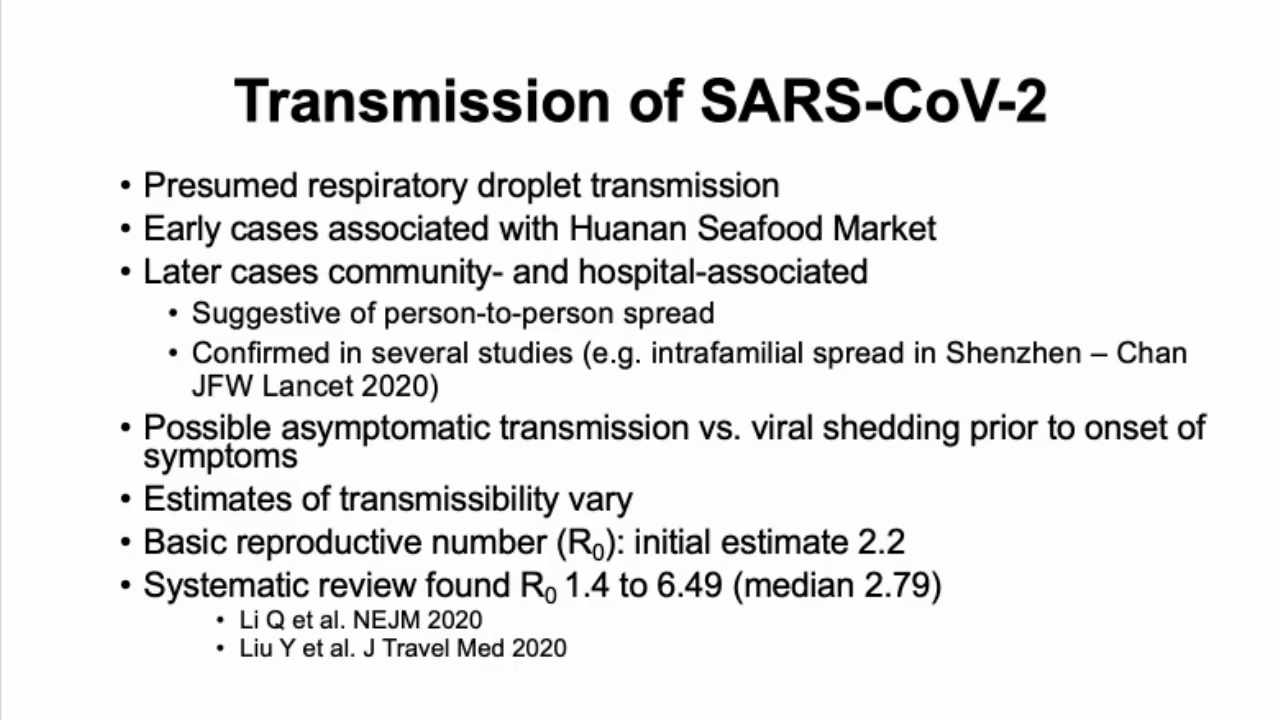 Transmission of SARS-CoV-2
• Presumed respiratory droplet transmission
• Early cases associated with Huanan Seafood Market
• Later cases community- and hospital-associated
• Suggestive of person-to-person spread
• Confirmed in several studies (e.g. intrafamilial spread in Shenzhen – Chan
JFW Lancet 2020)
• Possible asymptomatic transmission vs. viral shedding prior to onset of
symptoms
• Estimates of transmissibility vary
• Basic reproductive number (R₀): initial estimate 2.2
• Systematic review found R₀ 1.4 to 6.49 (median 2.79)
• Li Q et al. NEJM 2020
• Liu Y et al. J Travel Med 2020